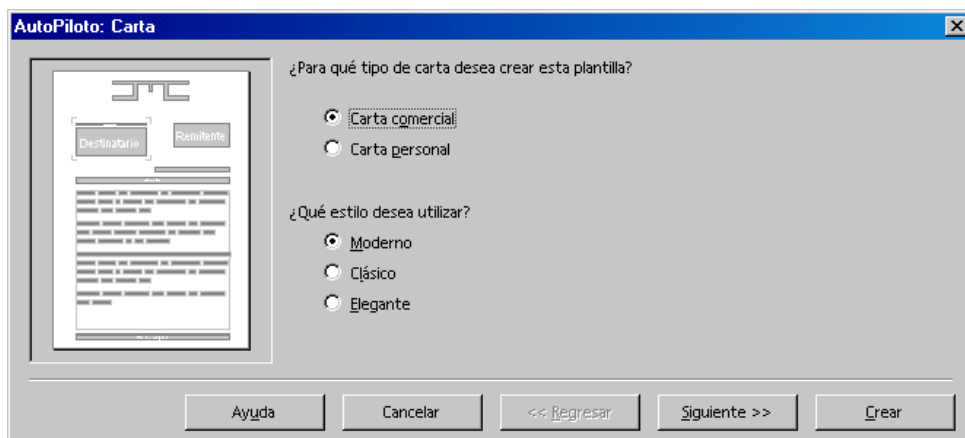 AutoPiloto: Carta
¿Para qué tipo de carta desea crear esta plantilla?
Carta comercial
Carta personal
Destinatario
Remitente
¿Qué estilo desea utilizar?
Moderno
Clásico
Elegante
Ayuda
Cancelar
<< Regresar
Siguiente >>
Crear